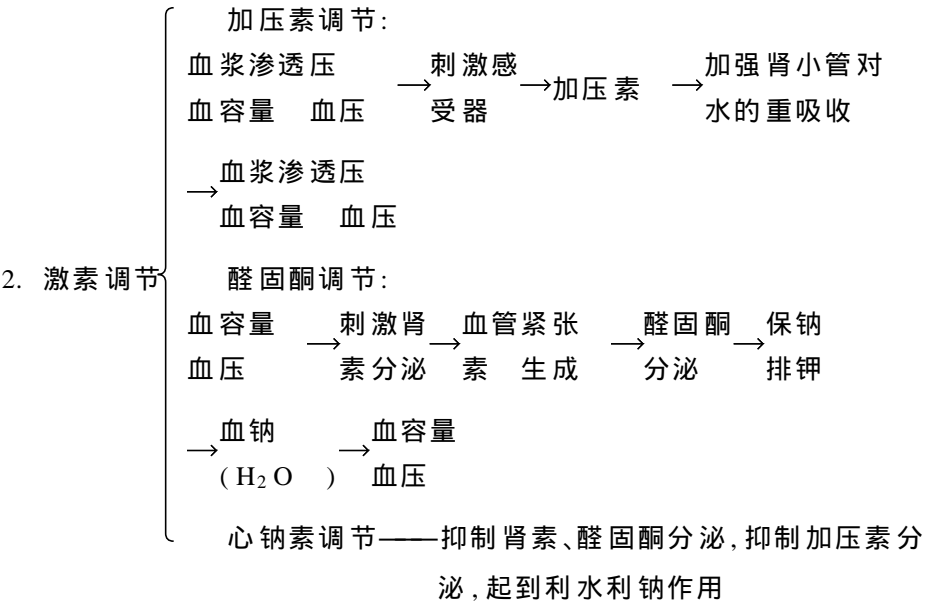 加压素调节:
血浆渗透压
血容量 血压
→刺激感受器→加压素 →加强肾小管对水的重吸收
→血浆渗透压
血容量 血压
2. 激素调节
醛固酮调节:
血容量
血压
→刺激肾素分泌→血管紧张素 生成 →醛固酮分泌→保钠排钾
→血钠(H₂O )→血容量
血压
心钠素调节——抑制肾素、醛固酮分泌,抑制加压素分
泌,起到利水利钠作用